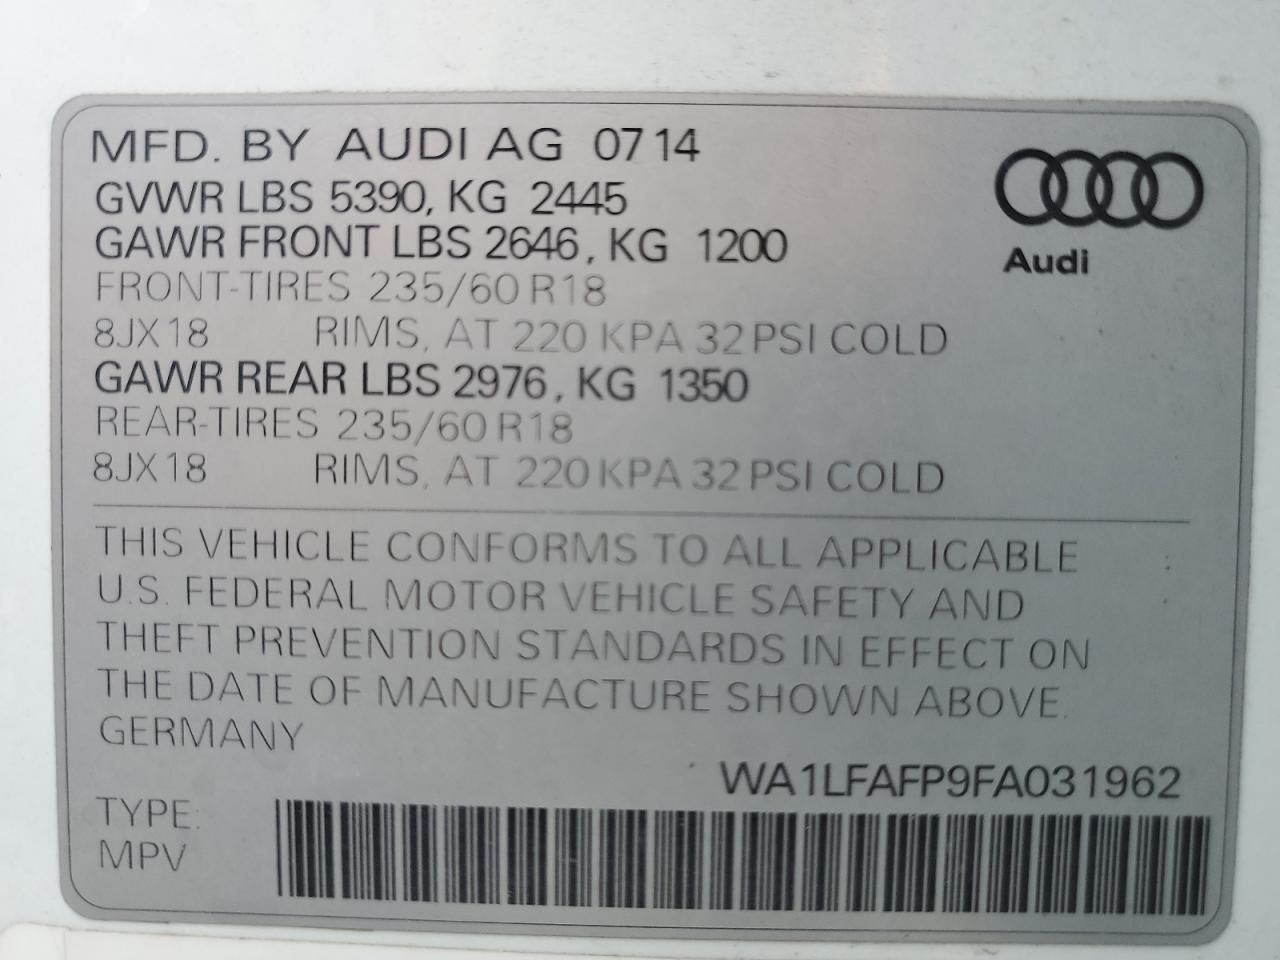 MFD. BY AUDI AG 07 14
GVWR LBS 5390, KG 2445
GAWR FRONT LBS 2646, KG 1200
FRONT-TIRES 235/60 R18
8JX18 RIMS, AT 220 KPA 32 PSI COLD
GAWR REAR LBS 2976, KG 1350
REAR-TIRES 235/60 R18
8JX18 RIMS, AT 220 KPA 32 PSI COLD
Audi
THIS VEHICLE CONFORMS TO ALL APPLICABLE
U.S. FEDERAL MOTOR VEHICLE SAFETY AND
THEFT PREVENTION STANDARDS IN EFFECT ON
THE DATE OF MANUFACTURE SHOWN ABOVE.
GERMANY
WA1LFAFP9FA031962
TYPE:
MPV